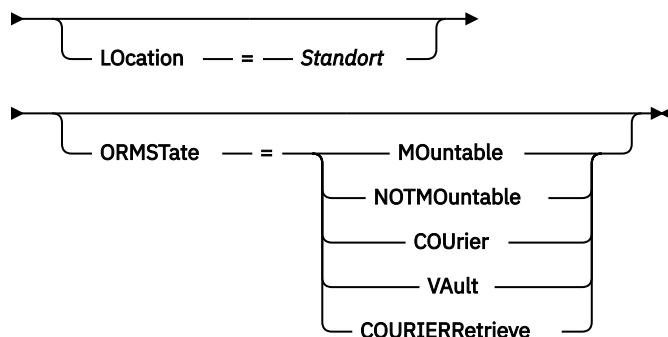 LOcation = Standort
ORMSTate = MOuntable
NOTMOuntable
COUrier
VAult
COURIERRetrieve